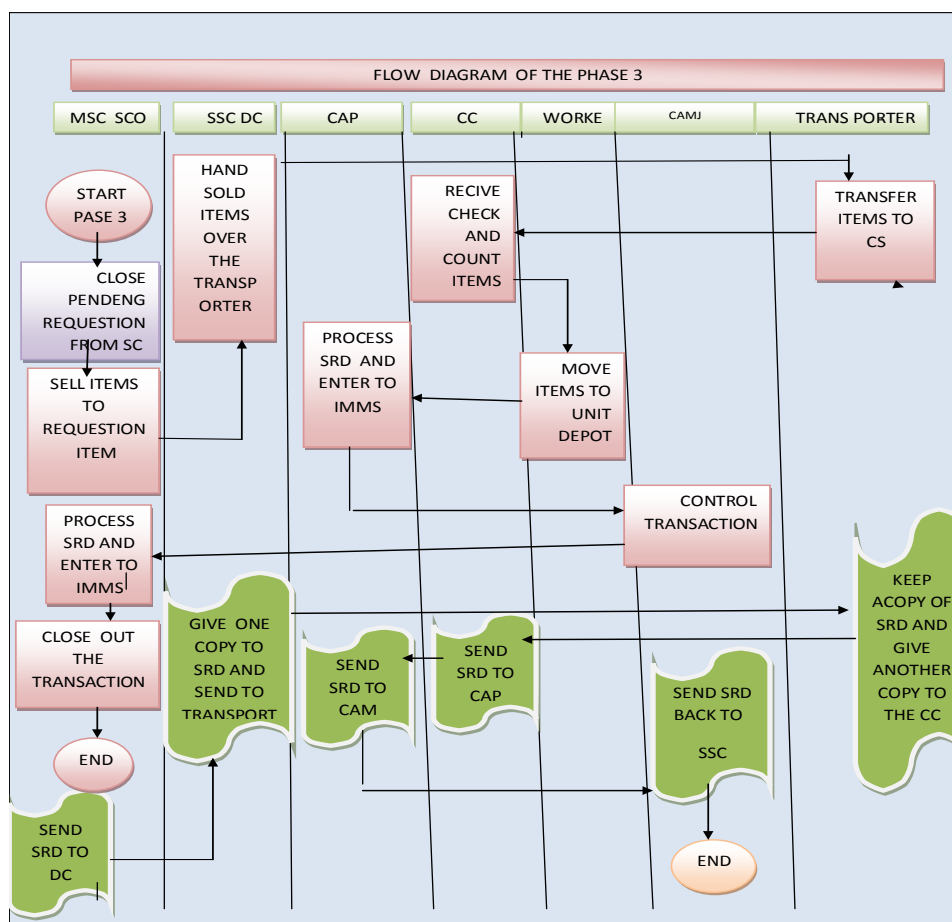 FLOW DIAGRAM OF THE PHASE 3
MSC SCO
SSC DC
CAP
CC
WORKE
CAMJ
TRANS PORTER
START
PASE 3
CLOSE
PENDENG
REQUESTION
FROM SC
SELL ITEMS
TO
REQUESTION
ITEM
HAND
SOLD
ITEMS
OVER
THE
TRANSP
ORTER
RECIVE
CHECK
AND
COUNT
ITEMS
TRANSFER
ITEMS TO
CS
PROCESS
SRD AND
ENTER TO
IMMS
MOVE
ITEMS TO
UNIT
DEPOT
CONTROL
TRANSACTION
PROCESS
SRD AND
ENTER TO
IMMS
CLOSE OUT
THE
TRANSACTION
END
GIVE ONE
COPY TO
SRD AND
SEND TO
TRANSPORT
SEND
SRD TO
CAM
SEND
SRD TO
CAP
SEND SRD
BACK TO
SSC
KEEP
ACOPY OF
SRD AND
GIVE
ANOTHER
COPY TO
THE CC
SEND
SRD TO
DC
END